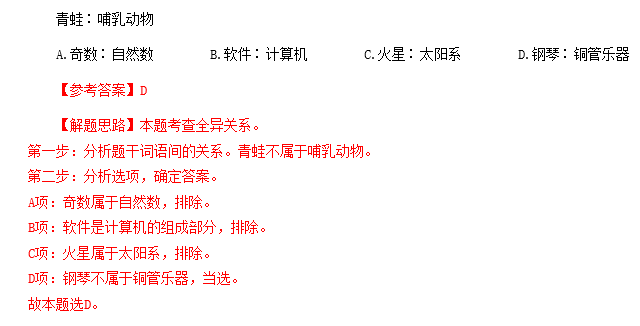 青蛙：哺乳动物
A.奇数：自然数 B.软件：计算机 C.火星：太阳系 D.钢琴：铜管乐器
【参考答案】D
【解题思路】本题考查全异关系。
第一步：分析题干词语间的关系。青蛙不属于哺乳动物。
第二步：分析选项，确定答案。
A项：奇数属于自然数，排除。
B项：软件是计算机的组成部分，排除。
C项：火星属于太阳系，排除。
D项：钢琴不属于铜管乐器，当选。
故本题选D。